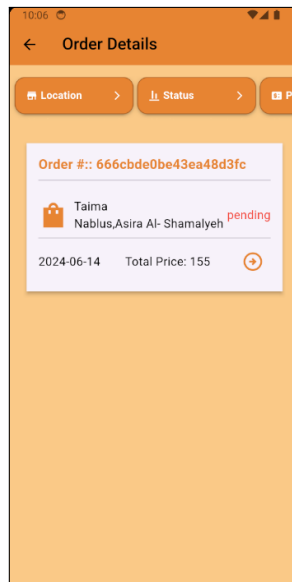 10:06
Order Details
Location
Status
P
Order #:: 666cbde0be43ea48d3fc
Taima
Nablus,Asira Al- Shamalyeh
pending
2024-06-14 Total Price: 155